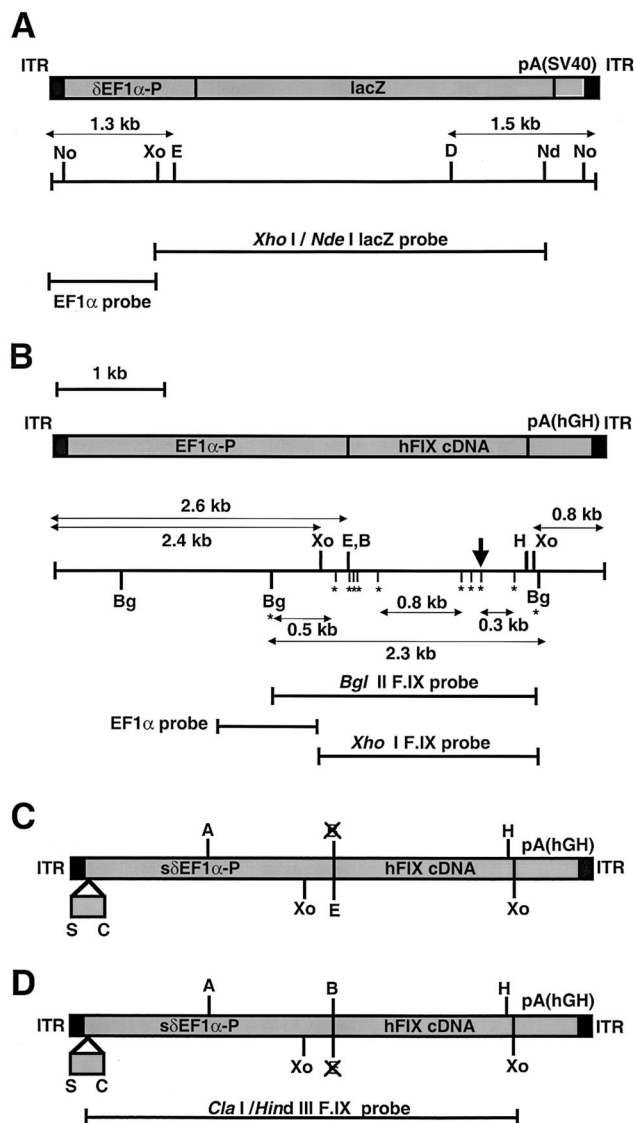 A
ITR pA(SV40) ITR
δEF1α-P lacZ
1.3 kb 1.5 kb
No Xo E D Nd No
Xho I / Nde I lacZ probe
EF1α probe
B
1 kb
ITR pA(hGH) ITR
EF1α-P hFIX cDNA
2.6 kb
2.4 kb 0.8 kb
Xo E,B H Xo
* * * * * * * * *
Bg Bg Bg
* *
0.8 kb
0.5 kb 0.3 kb
2.3 kb
Bgl II F.IX probe
EF1α probe
Xho I F.IX probe
C
A B H
pA(hGH)
ITR sδEF1α-P hFIX cDNA ITR
Xo E Xo
S C
D
A B H
pA(hGH)
ITR sδEF1α-P hFIX cDNA ITR
Xo E Xo
S C
Cla I /Hind III F.IX probe